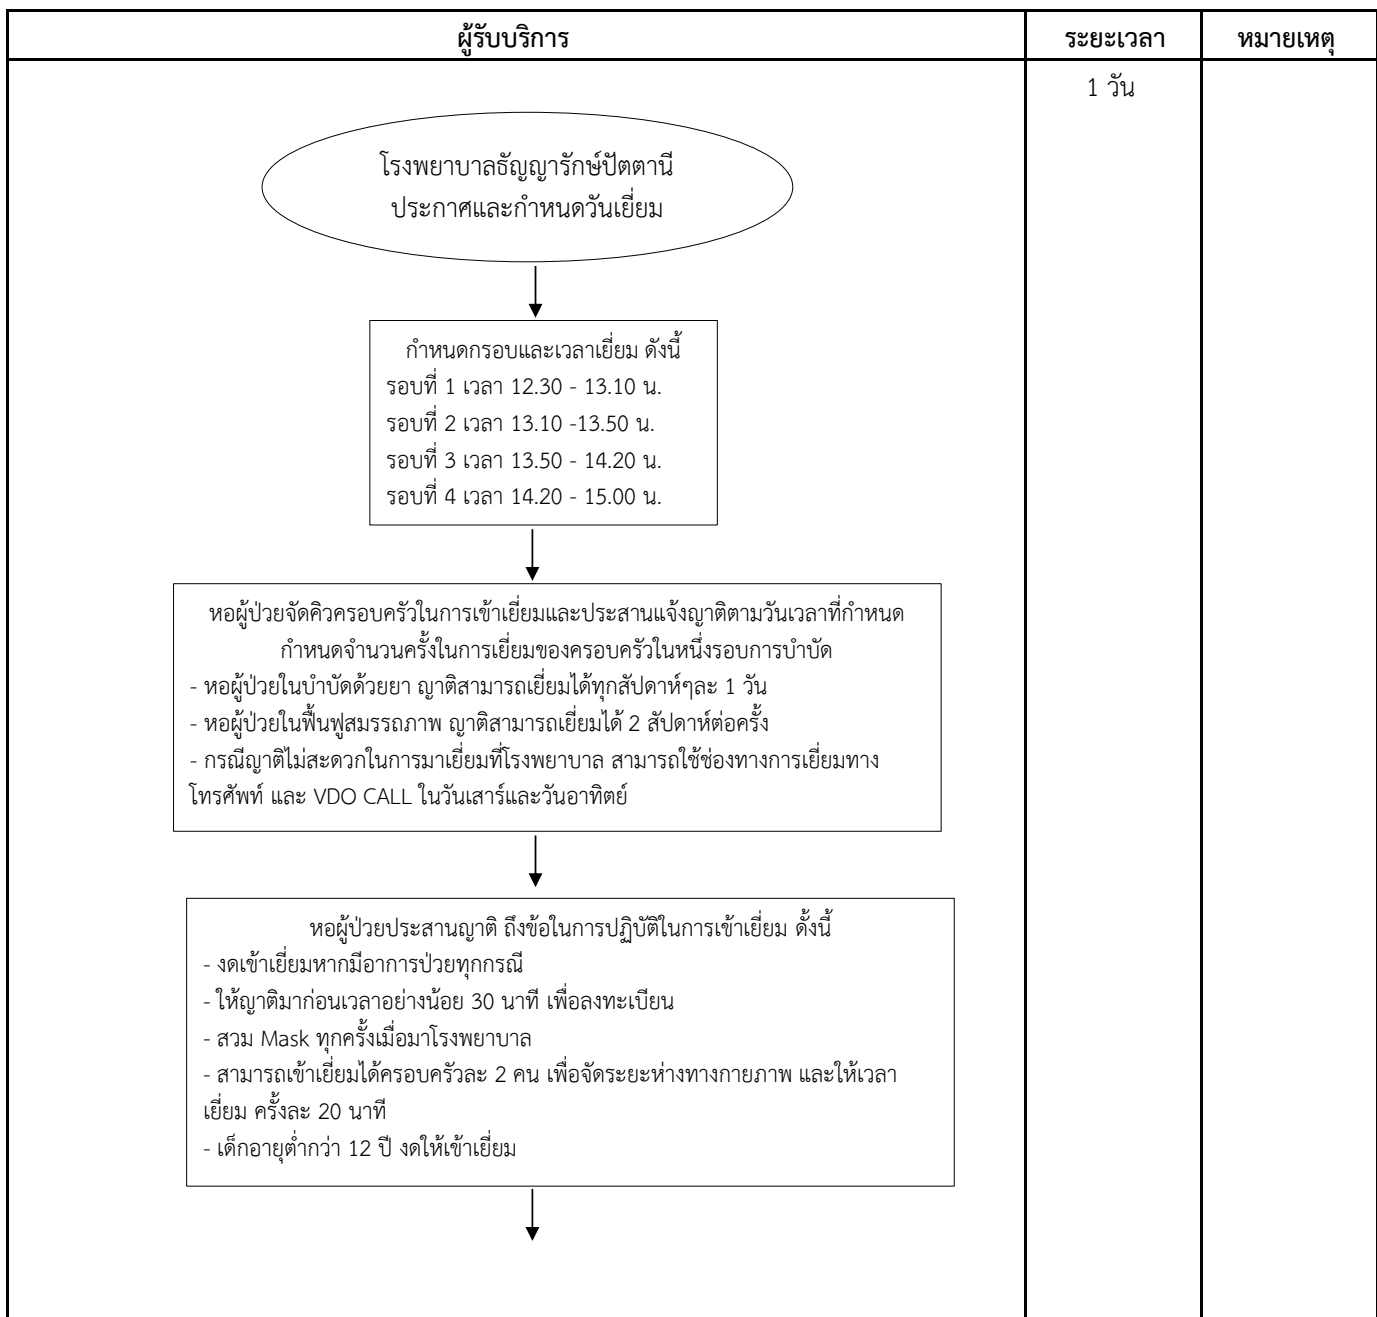 ผู้รับบริการ ระยะเวลา หมายเหตุ
1 วัน
โรงพยาบาลธัญญารักษ์ปัตตานี
ประกาศและกำหนดวันเยี่ยม
กำหนดกรอบและเวลาเยี่ยม ดังนี้
รอบที่ 1 เวลา 12.30 - 13.10 น.
รอบที่ 2 เวลา 13.10 -13.50 น.
รอบที่ 3 เวลา 13.50 - 14.20 น.
รอบที่ 4 เวลา 14.20 - 15.00 น.
หอผู้ป่วยจัดคิวครอบครัวในการเข้าเยี่ยมและประสานแจ้งญาติตามวันเวลาที่กำหนด
กำหนดจำนวนครั้งในการเยี่ยมของครอบครัวในหนึ่งรอบการบำบัด
- หอผู้ป่วยในบำบัดด้วยยา ญาติสามารถเยี่ยมได้ทุกสัปดาห์ๆละ 1 วัน
- หอผู้ป่วยในฟื้นฟูสมรรถภาพ ญาติสามารถเยี่ยมได้ 2 สัปดาห์ต่อครั้ง
- กรณีญาติไม่สะดวกในการมาเยี่ยมที่โรงพยาบาล สามารถใช้ช่องทางการเยี่ยมทาง
โทรศัพท์ และ VDO CALL ในวันเสาร์และวันอาทิตย์
หอผู้ป่วยประสานญาติ ถึงข้อในการปฏิบัติในการเข้าเยี่ยม ดั้งนี้
- งดเข้าเยี่ยมหากมีอาการป่วยทุกกรณี
- ให้ญาติมาก่อนเวลาอย่างน้อย 30 นาที เพื่อลงทะเบียน
- สวม Mask ทุกครั้งเมื่อมาโรงพยาบาล
- สามารถเข้าเยี่ยมได้ครอบครัวละ 2 คน เพื่อจัดระยะห่างทางกายภาพ และให้เวลา
เยี่ยม ครั้งละ 20 นาที
- เด็กอายุต่ำกว่า 12 ปี งดให้เข้าเยี่ยม